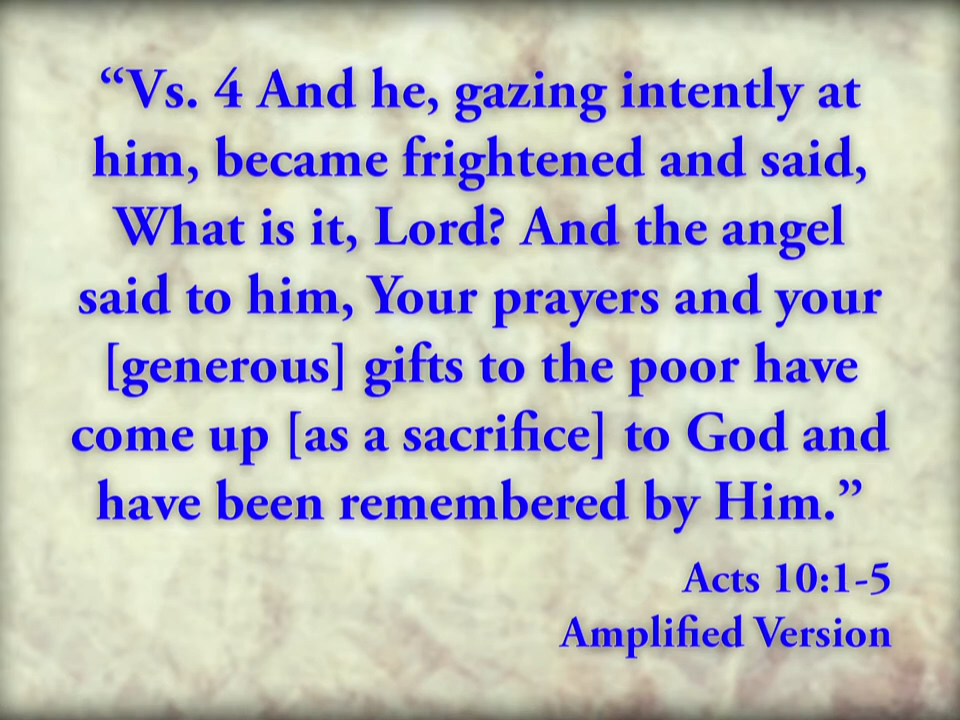 “Vs. 4 And he, gazing intently at
him, became frightened and said,
What is it, Lord? And the angel
said to him, Your prayers and your
[generous] gifts to the poor have
come up [as a sacrifice] to God and
have been remembered by Him.”
Acts 10:1-5
Amplified Version